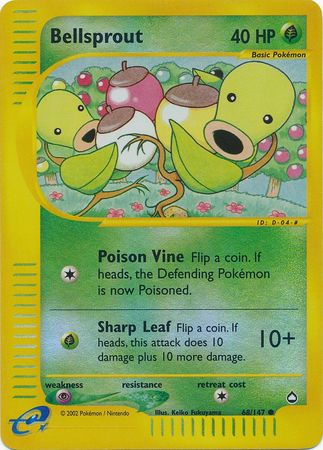 Bellsprout 40 HP
Basic Pokémon
ID: D-04-#
Poison Vine Flip a coin. If
heads, the Defending Pokémon
is now Poisoned.
Sharp Leaf Flip a coin. If
heads, this attack does 10
damage plus 10 more damage.
10+
weakness resistance retreat cost
e
© 2002 Pokémon / Nintendo Illus. Keiko Fukuyama 68/147